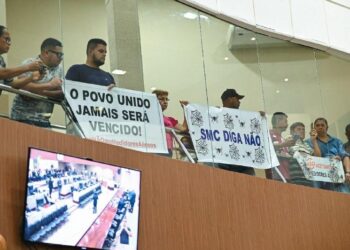 O POVO UNIDO
JAMAIS SERÁ
VENCIDO!
SMC DIGA NÃO